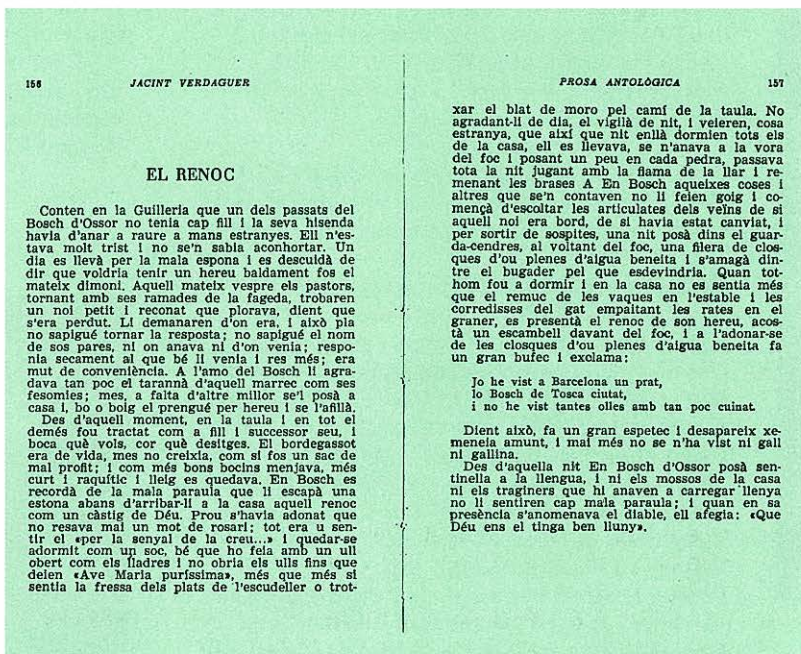 156
JACINT VERDAGUER
EL RENOC
Conten en la Guilleria que un dels passats del
Bosch d'Ossor no tenia cap fill i la seva hisenda
havia d'anar a raure a mans estranyes. Ell n'es-
tava molt trist i no se'n sabia aconhortar. Un
dia es llevà per la mala espona i es descuidà de
dir que voldria tenir un hereu baldament fos el
mateix dimoni. Aquell mateix vespre els pastors,
tornant amb ses ramades de la fageda, trobaren
un noi petit i reconat que plorava, dient que
s'era perdut. Li demanaren d'on era, i això pla
no sapigué tornar la resposta; no sapigué el nom
de sos pares, ni on anava ni d'on venia; respo-
nia secament al que bé li venia i res més; era
mut de conveniència. A l'amo del Bosch li agra-
dava tan poc el tarannà d'aquell marrec com ses
fesomies; mes, a falta d'altre millor se'l posà a
casa i, bo o boig el prengué per hereu i se l'afillà.
Des d'aquell moment, en la taula i en tot el
demés fou tractat com a fill i successor seu, i
boca què vols, cor què desitges. El bordegassot
era de vida, mes no creixia, com si fos un sac de
mal profit; i com més bons bocins menjava, més
curt i raquític i lleig es quedava. En Bosch es
recordà de la mala paraula que li escapà una
estona abans d'arribar-li a la casa aquell renoc
com un càstig de Déu. Prou s'havia adonat que
no resava mai un mot de rosari; tot era u sen-
tir el «per la senyal de la creu...» i quedar-se
adormit com un soc, bé que ho feia amb un ull
obert com els lladres i no obria els ulls fins que
deien «Ave Maria puríssima», més que més si
sentia la fressa dels plats de l'escudeller o trot-
PROSA ANTOLÒGICA
157
xar el blat de moro pel camí de la taula. No
agradant-li de dia, el vigilà de nit, i veieren, cosa
estranya, que així que nit enllà dormien tots els
de la casa, ell es llevava, se n'anava a la vora
del foc i posant un peu en cada pedra, passava
tota la nit jugant amb la flama de la llar i re-
menant les brases A En Bosch aqueixes coses i
altres que se'n contaven no li feien goig i co-
mençà d'escoltar les articulates dels veïns de si
aquell noi era bord, de si havia estat canviat, i
per sortir de sospites, una nit posà dins el guar-
da-cendres, al voltant del foc, una filera de clos-
ques d'ou plenes d'aigua beneita i s'amagà din-
tre el bugader pel que esdevindria. Quan tot-
hom fou a dormir i en la casa no es sentia més
que el remuc de les vaques en l'estable i les
corredisses del gat empaitant les rates en el
graner, es presentà el renoc de son hereu, acos-
tà un escambell davant del foc, i a l'adonar-se
de les closques d'ou plenes d'aigua beneita fa
un gran bufec i exclama:
Jo he vist a Barcelona un prat,
lo Bosch de Tosca ciutat,
i no he vist tantes olles amb tan poc cuinat.
Dient això, fa un gran espetec i desapareix xe-
meneia amunt, i mai més no se n'ha vist ni gall
ni gallina.
Des d'aquella nit En Bosch d'Ossor posà sen-
tinella a la llengua, i ni els mossos de la casa
ni els traginers que hi anaven a carregar llenya
no li sentiren cap mala paraula; i quan en sa
presència s'anomenava el diable, ell afegia: «Que
Déu ens el tinga ben lluny».